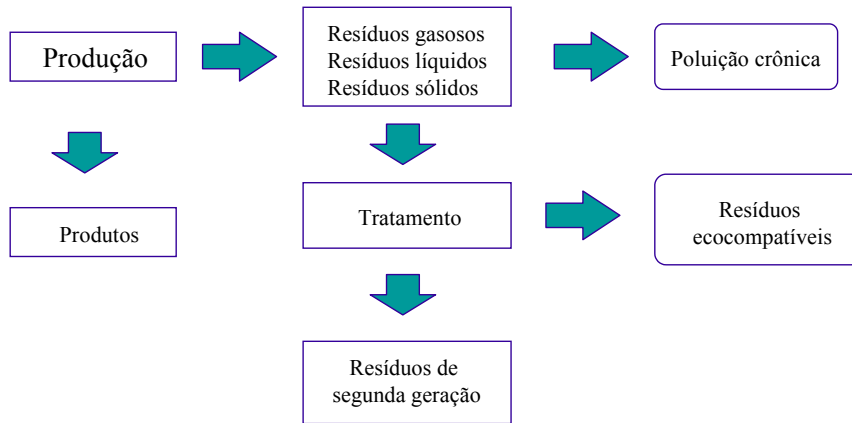 Produção
Resíduos gasosos
Resíduos líquidos
Resíduos sólidos
Poluição crônica
Produtos
Tratamento
Resíduos
ecocompatíveis
Resíduos de
segunda geração